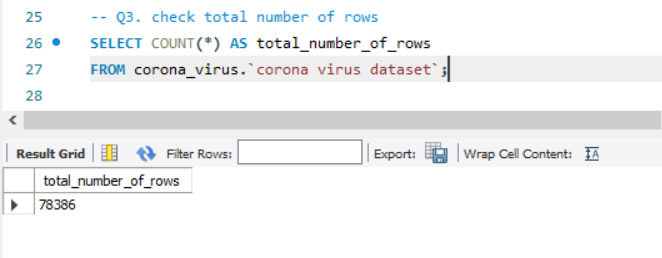 25 -- Q3. check total number of rows
26 SELECT COUNT(*) AS total_number_of_rows
27 FROM corona_virus.`corona virus dataset`;
28
Result Grid Filter Rows: Export: Wrap Cell Content: IA
total_number_of_rows
78386